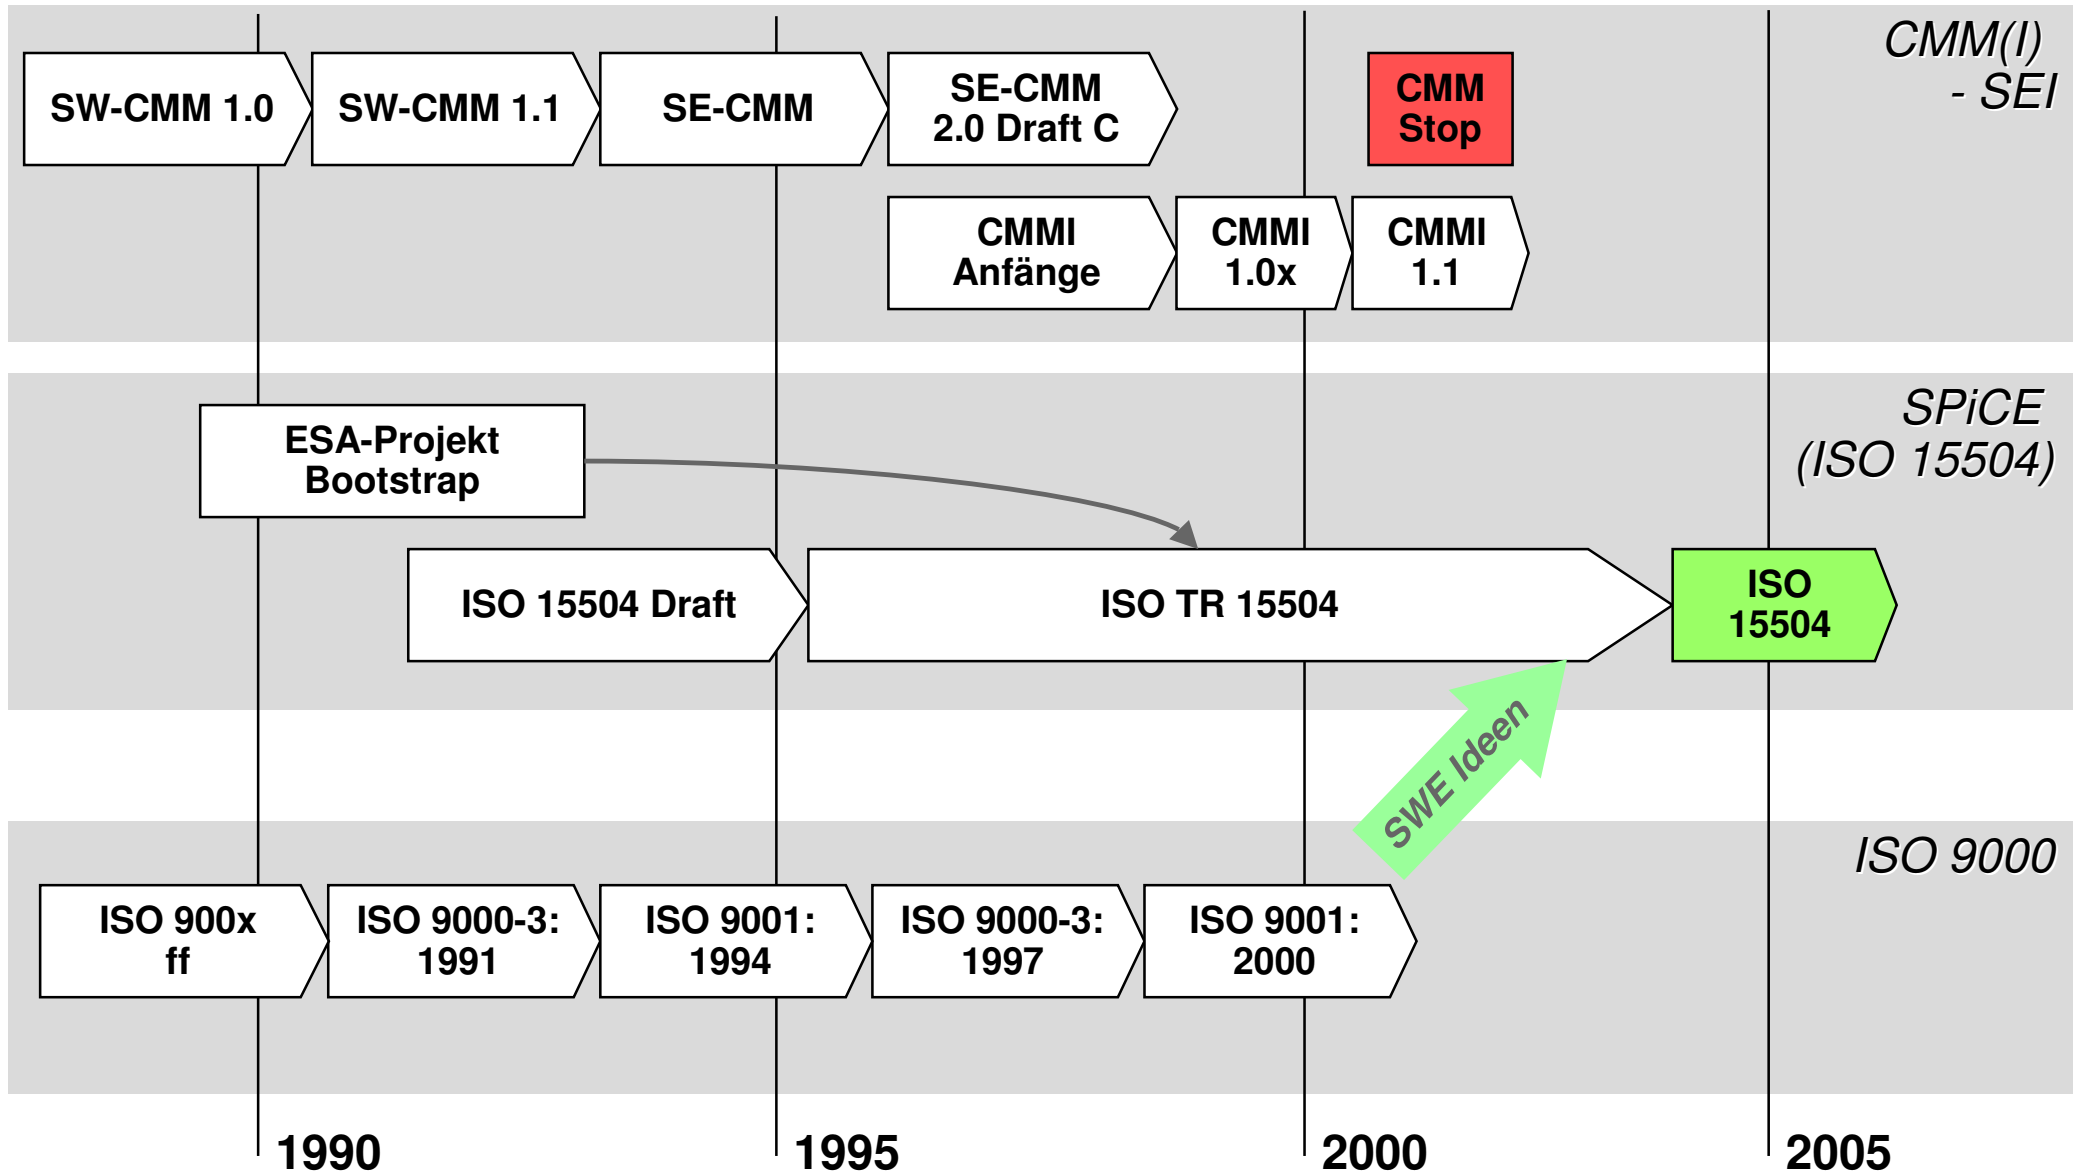 CMM(I)
- SEI
SW-CMM 1.0
SW-CMM 1.1
SE-CMM
SE-CMM
2.0 Draft C
CMM
Stop
CMMI
Anfänge
CMMI
1.0x
CMMI
1.1
SPiCE
(ISO 15504)
ESA-Projekt
Bootstrap
ISO 15504 Draft
ISO TR 15504
ISO
15504
SWE Ideen
ISO 9000
ISO 900x
ff
ISO 9000-3:
1991
ISO 9001:
1994
ISO 9000-3:
1997
ISO 9001:
2000
1990
1995
2000
2005